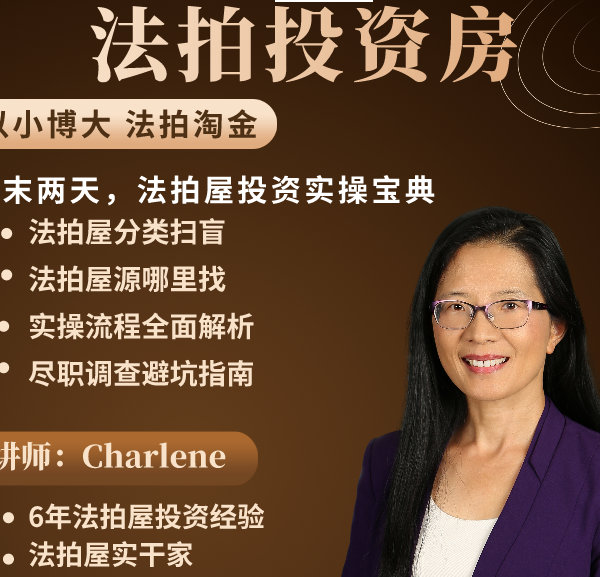 法拍投资房
以小博大 法拍淘金
末两天，法拍屋投资实操宝典
法拍屋分类扫盲
法拍屋源哪里找
实操流程全面解析
尽职调查避坑指南
讲师：Charlene
6年法拍屋投资经验
法拍屋实干家